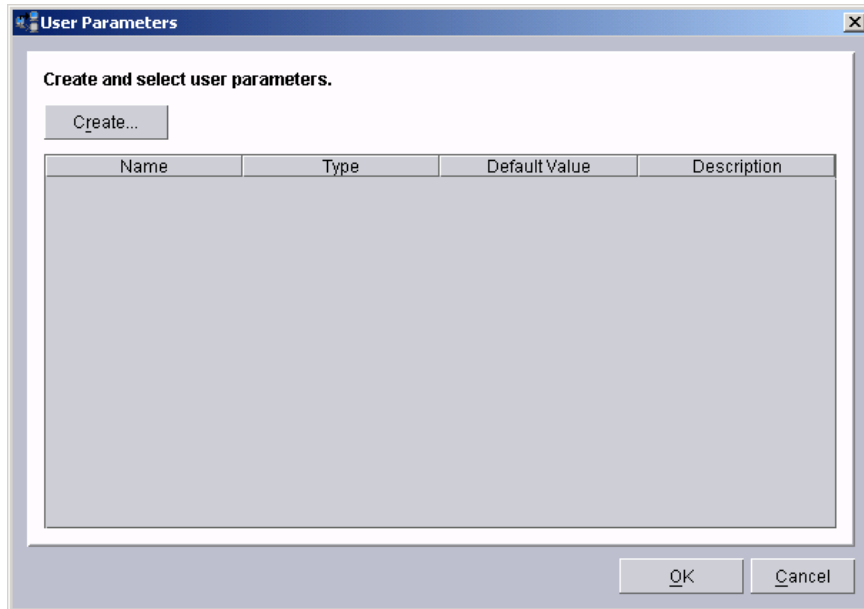 User Parameters
Create and select user parameters.
Create...
Name Type Default Value Description
OK Cancel